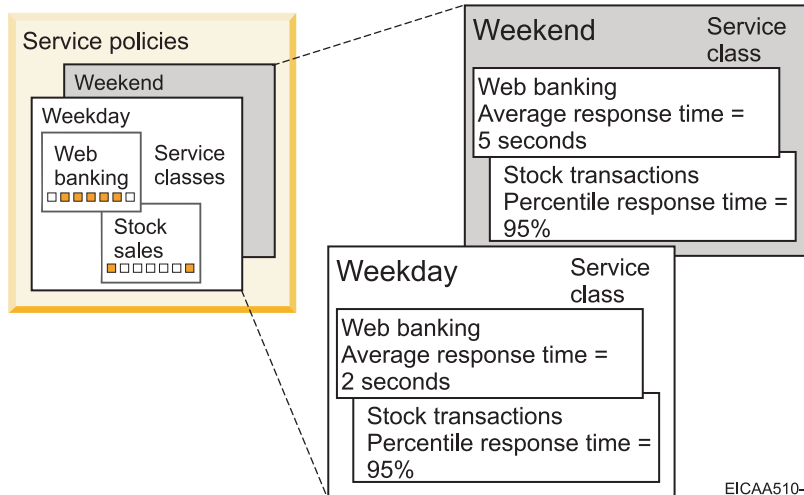 Service policies
Weekend
Weekday
Web
banking
Service
classes
Stock
sales
Weekend
Service
class
Web banking
Average response time =
5 seconds
Stock transactions
Percentile response time =
95%
Weekday
Service
class
Web banking
Average response time =
2 seconds
Stock transactions
Percentile response time =
95%
EICAA510-